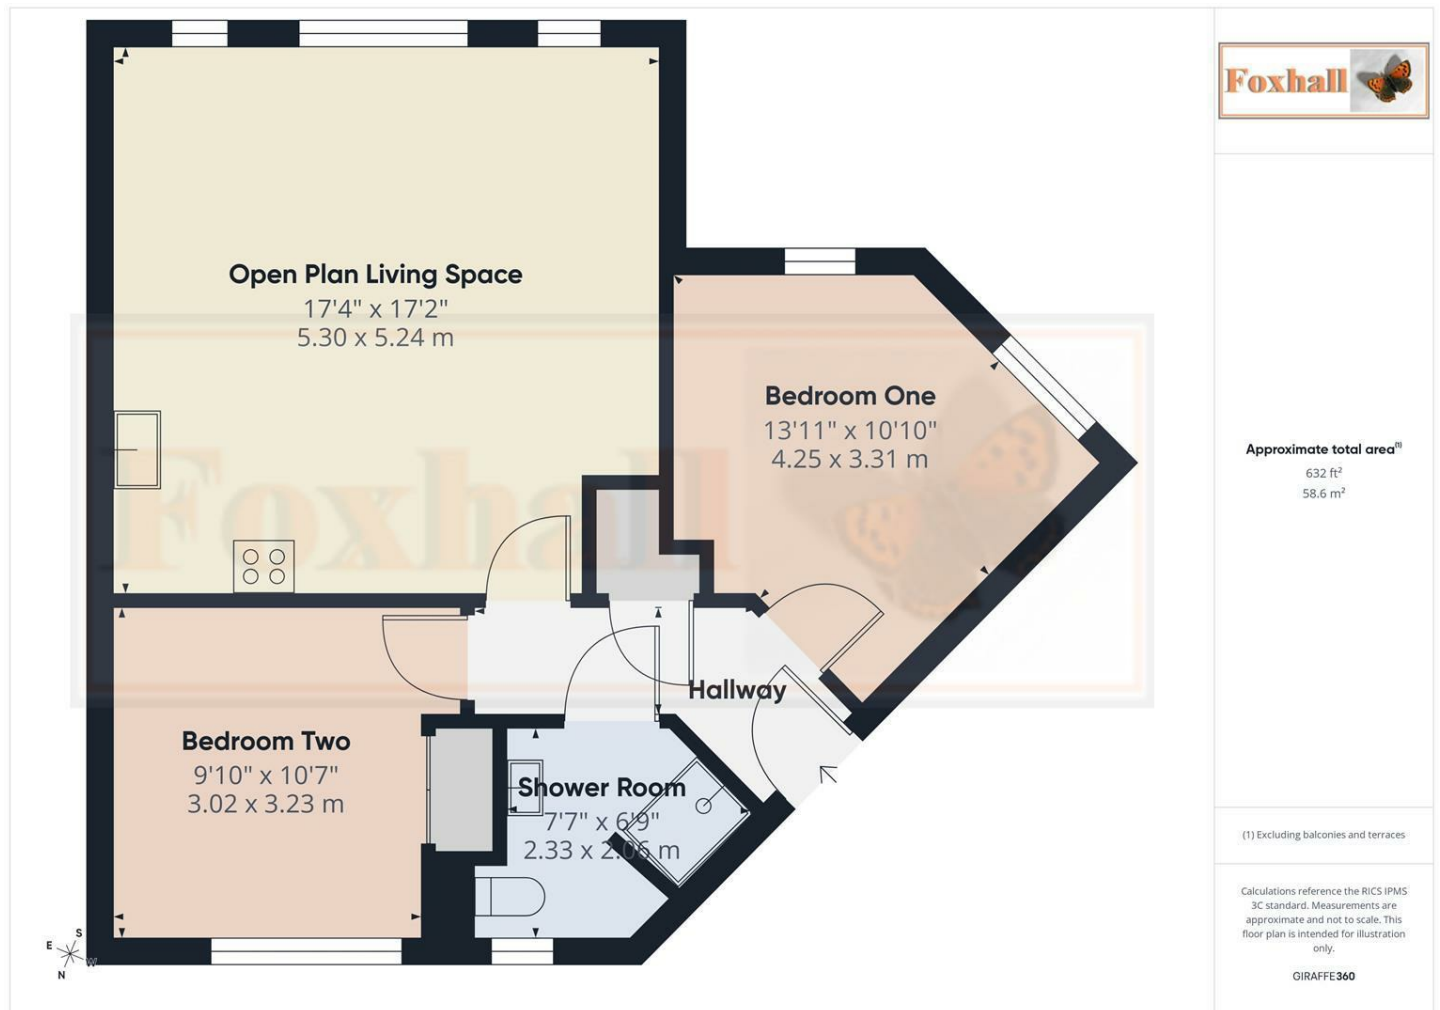 Foxhall
Open Plan Living Space
17'4" x 17'2"
5.30 x 5.24 m
Bedroom One
13'11" x 10'10"
4.25 x 3.31 m
Foxhall
Hallway
Bedroom Two
9'10" x 10'7"
3.02 x 3.23 m
Shower Room
7'7" x 6'9"
2.33 x 2.06 m
S
E
W
N
Approximate total area(1)
632 ft²
58.6 m²
(1) Excluding balconies and terraces
Calculations reference the RICS IPMS
3C standard. Measurements are
approximate and not to scale. This
floor plan is intended for illustration
only.
GIRAFFE360